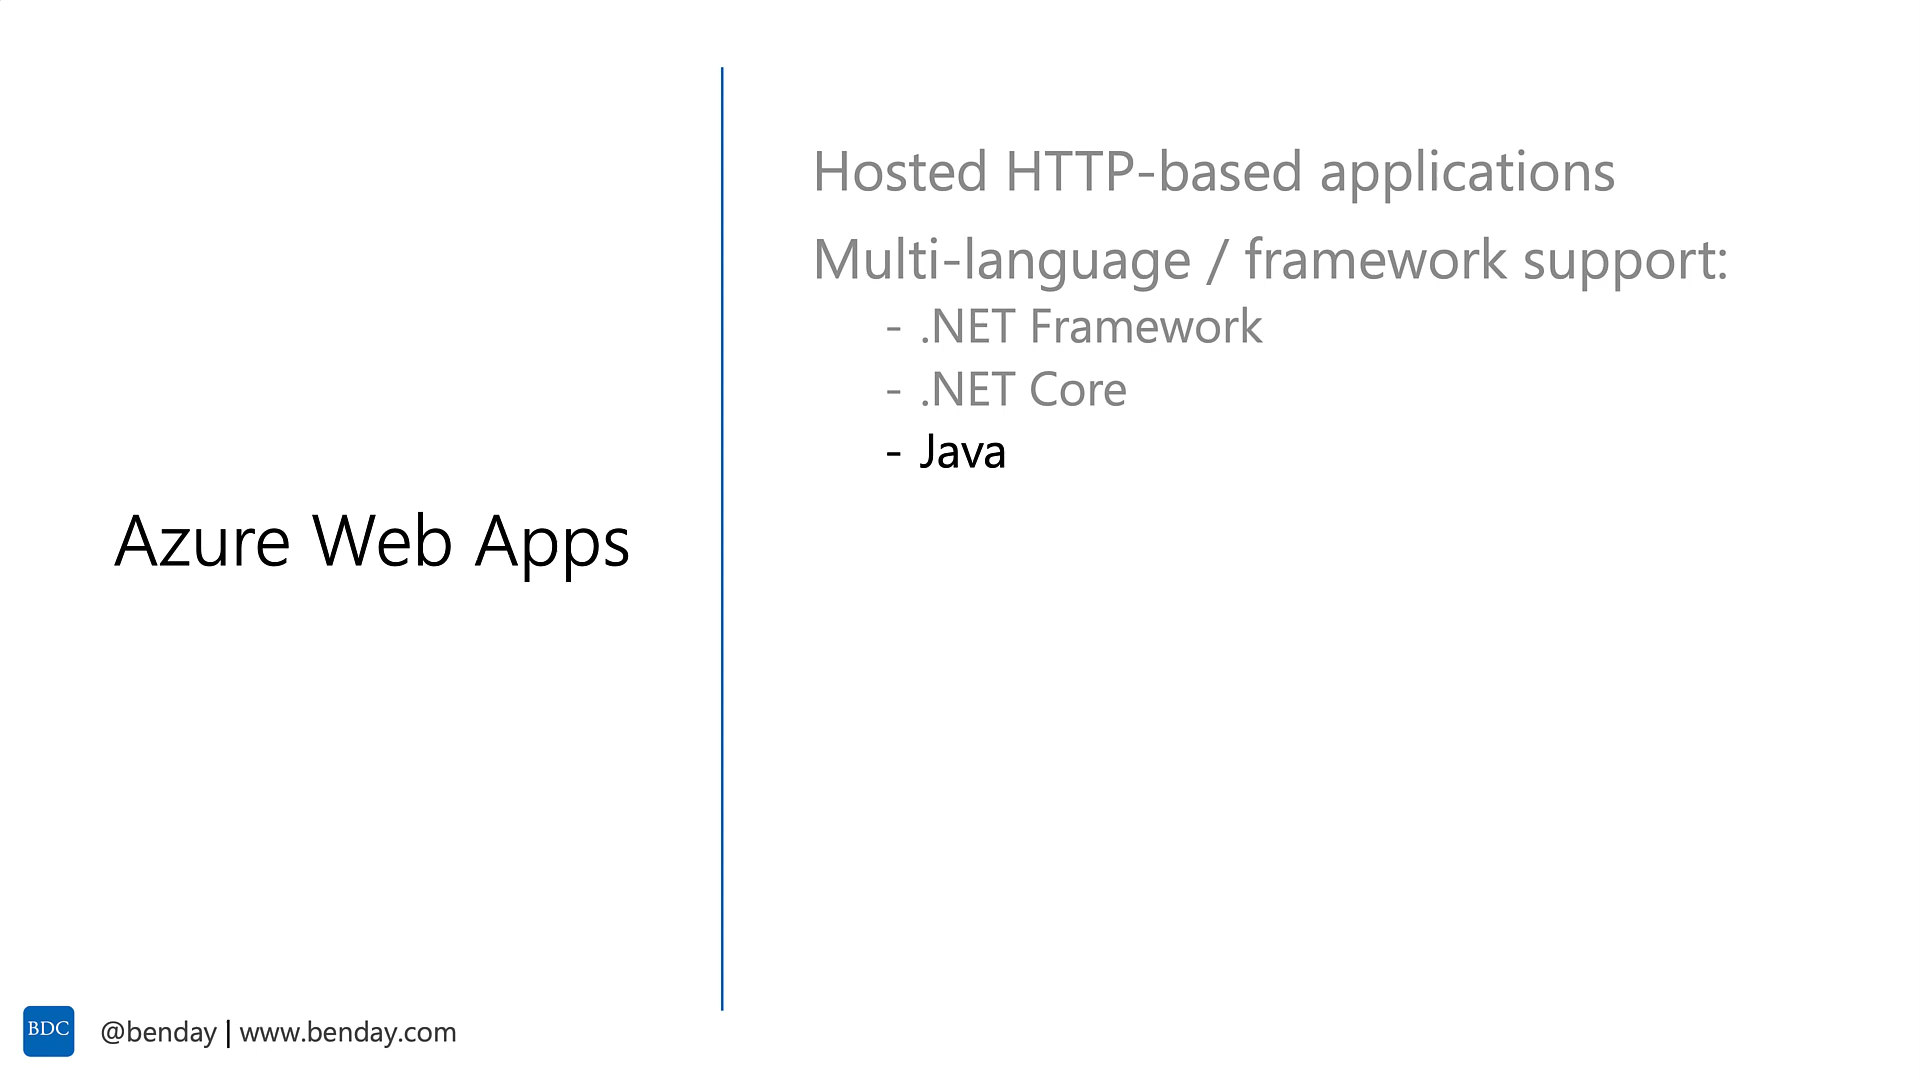 Azure Web Apps
Hosted HTTP-based applications
Multi-language / framework support:
- .NET Framework
- .NET Core
- Java
BDC
@benday | www.benday.com